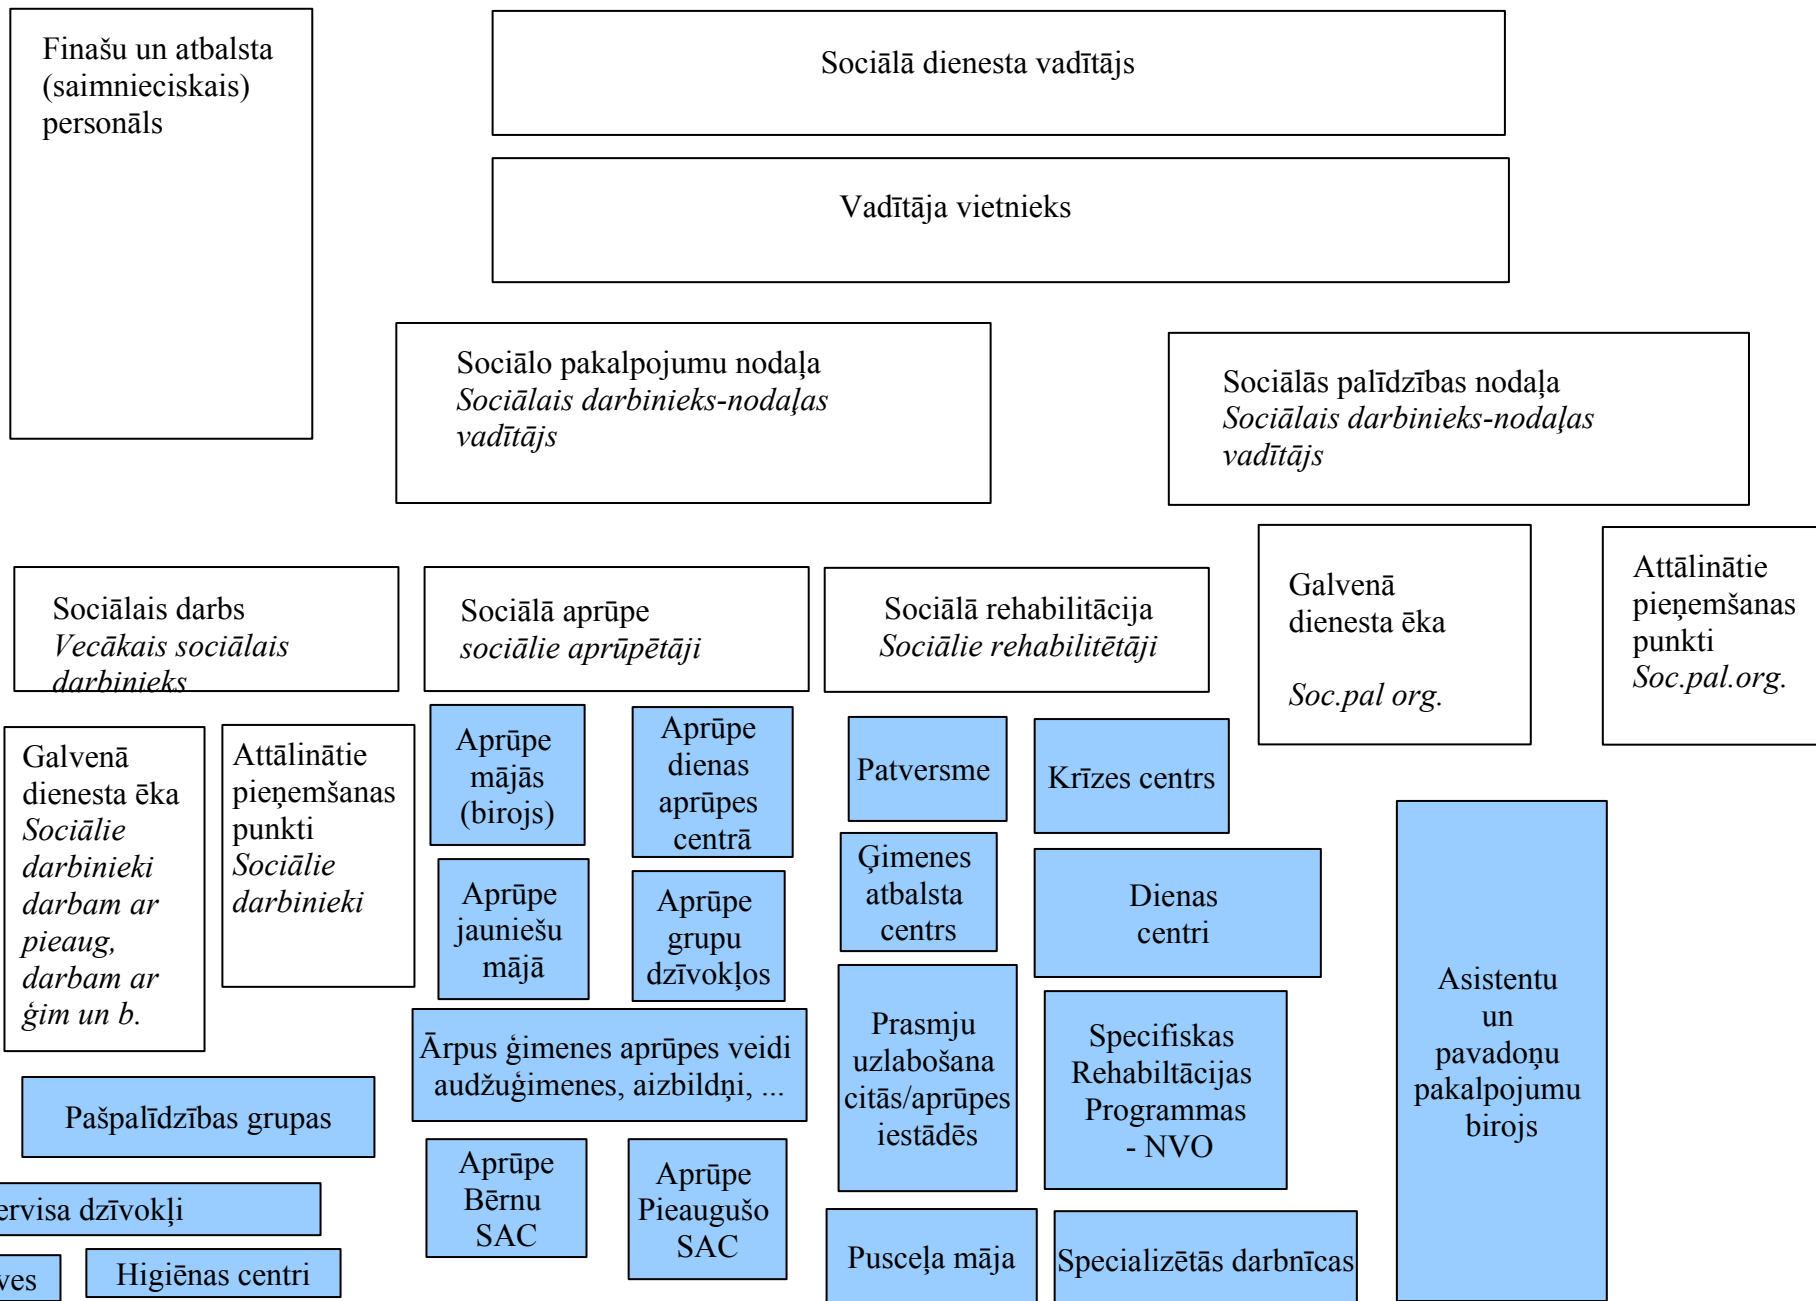 Finašu un atbalsta
(saimnieciskais)
personāls
Sociālā dienesta vadītājs
Vadītāja vietnieks
Sociālo pakalpojumu nodaļa
Sociālais darbinieks-nodaļas
vadītājs
Sociālās palīdzības nodaļa
Sociālais darbinieks-nodaļas
vadītājs
Sociālais darbs
Vecākais sociālais
darbinieks
Sociālā aprūpe
sociālie aprūpētāji
Sociālā rehabilitācija
Sociālie rehabilitētāji
Galvenā
dienesta ēka
Soc.pal org.
Attālinātie
pieņemšanas
punkti
Soc.pal.org.
Galvenā
dienesta ēka
Sociālie
darbinieki
darbam ar
pieaug,
darbam ar
ģim un b.
Attālinātie
pieņemšanas
punkti
Sociālie
darbinieki
Aprūpe
mājās
(birojs)
Aprūpe
dienas
aprūpes
centrā
Patversme
Krīzes centrs
Aprūpe
jauniešu
mājā
Aprūpe
grupu
dzīvokļos
Ģimenes
atbalsta
centrs
Dienas
centri
Asistentu
un
pavadoņu
pakalpojumu
birojs
Ārpus ģimenes aprūpes veidi
audžuģimenes, aizbildņi, ...
Prasmju
uzlabošana
citās/aprūpes
iestādēs
Specifiskas
Rehabiltācijas
Programmas
- NVO
Pašpalīdzības grupas
Aprūpe
Bērnu
SAC
Aprūpe
Pieaugušo
SAC
ervisa dzīvokļi
ves
Higiēnas centri
Pusceļa māja
Specializētās darbnīcas